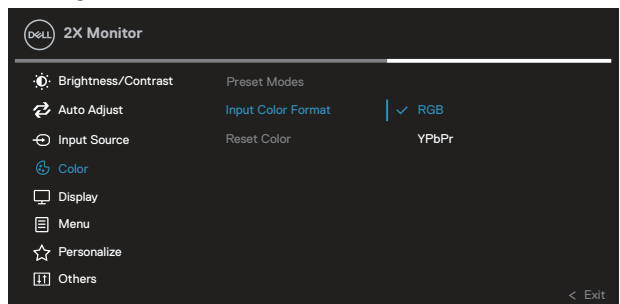 DELL 2X Monitor
Brightness/Contrast Preset Modes
Auto Adjust Input Color Format RGB
Input Source Reset Color YPbPr
Color
Display
Menu
Personalize
Others
< Exit